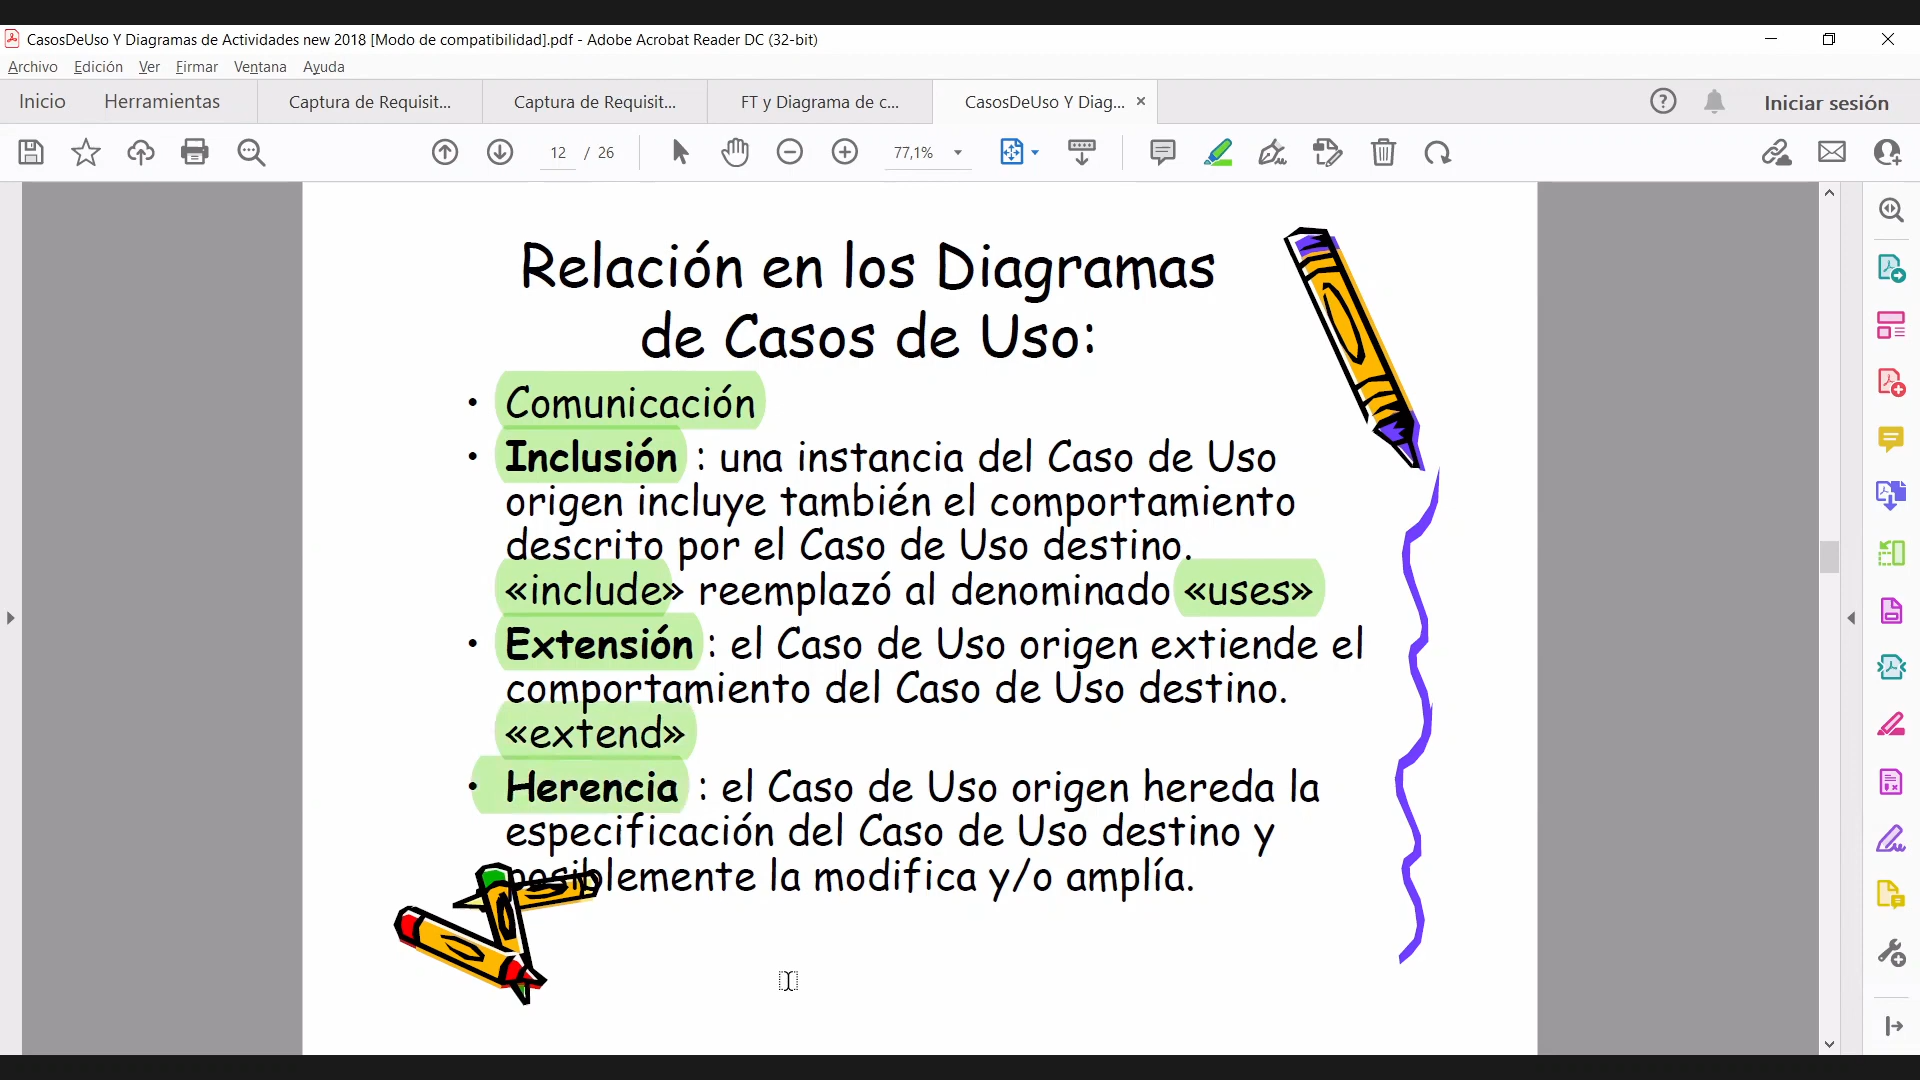 CasosDeUso Y Diagramas de Actividades new 2018 [Modo de compatibilidad].pdf - Adobe Acrobat Reader DC (32-bit)
Archivo Edición Ver Firmar Ventana Ayuda
Inicio Herramientas Captura de Requisit... Captura de Requisit... FT y Diagrama de c... CasosDeUso Y Diag... × ? Iniciar sesión
12 / 26 77,1%
Relación en los Diagramas
de Casos de Uso:
• Comunicación
• Inclusión : una instancia del Caso de Uso
origen incluye también el comportamiento
descrito por el Caso de Uso destino.
«include» reemplazó al denominado «uses»
• Extensión : el Caso de Uso origen extiende el
comportamiento del Caso de Uso destino.
«extend»
• Herencia : el Caso de Uso origen hereda la
especificación del Caso de Uso destino y
posiblemente la modifica y/o amplía.